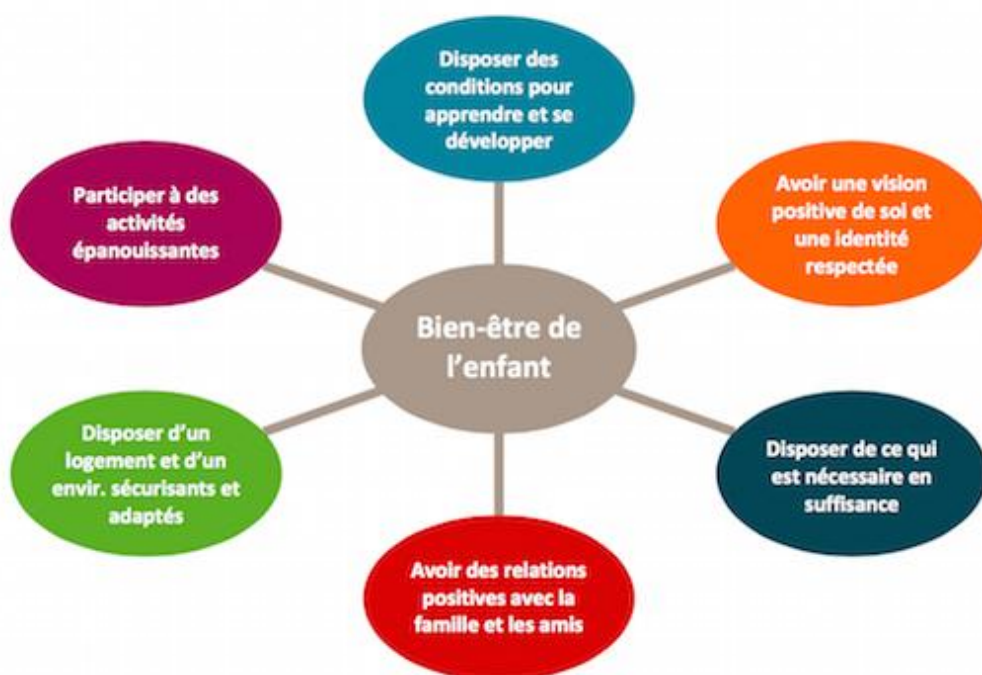 Disposer des
conditions pour
apprendre et se
développer
Participer à des
activités
épanouissantes
Avoir une vision
positive de soi et
une identité
respectée
Bien-être de
l'enfant
Disposer d'un
logement et d'un
envir. sécurisants et
adaptés
Disposer de ce qui
est nécessaire en
suffisance
Avoir des relations
positives avec la
famille et les amis